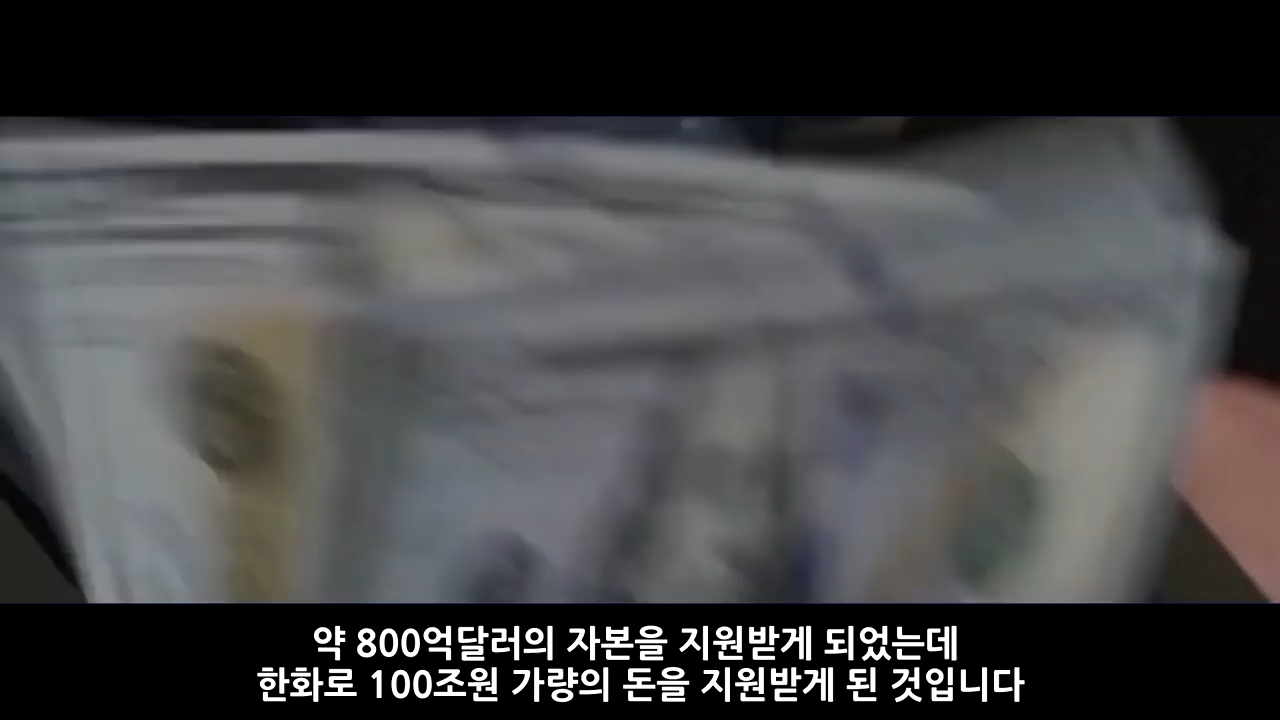 약 800억달러의 자본을 지원받게 되었는데
한화로 100조원 가량의 돈을 지원받게 된 것입니다